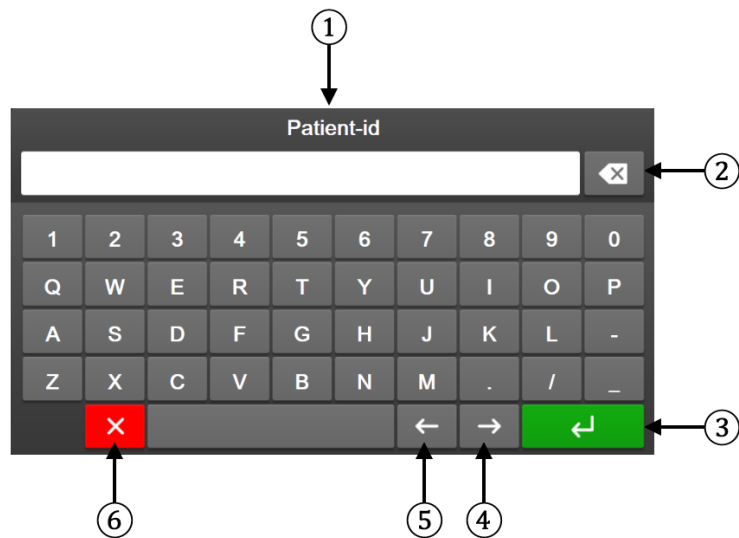 ①
Patient-id
②
1 2 3 4 5 6 7 8 9 0
Q W E R T Y U I O P
A S D F G H J K L -
Z X C V B N M . / _
③
⑥ ⑤ ④